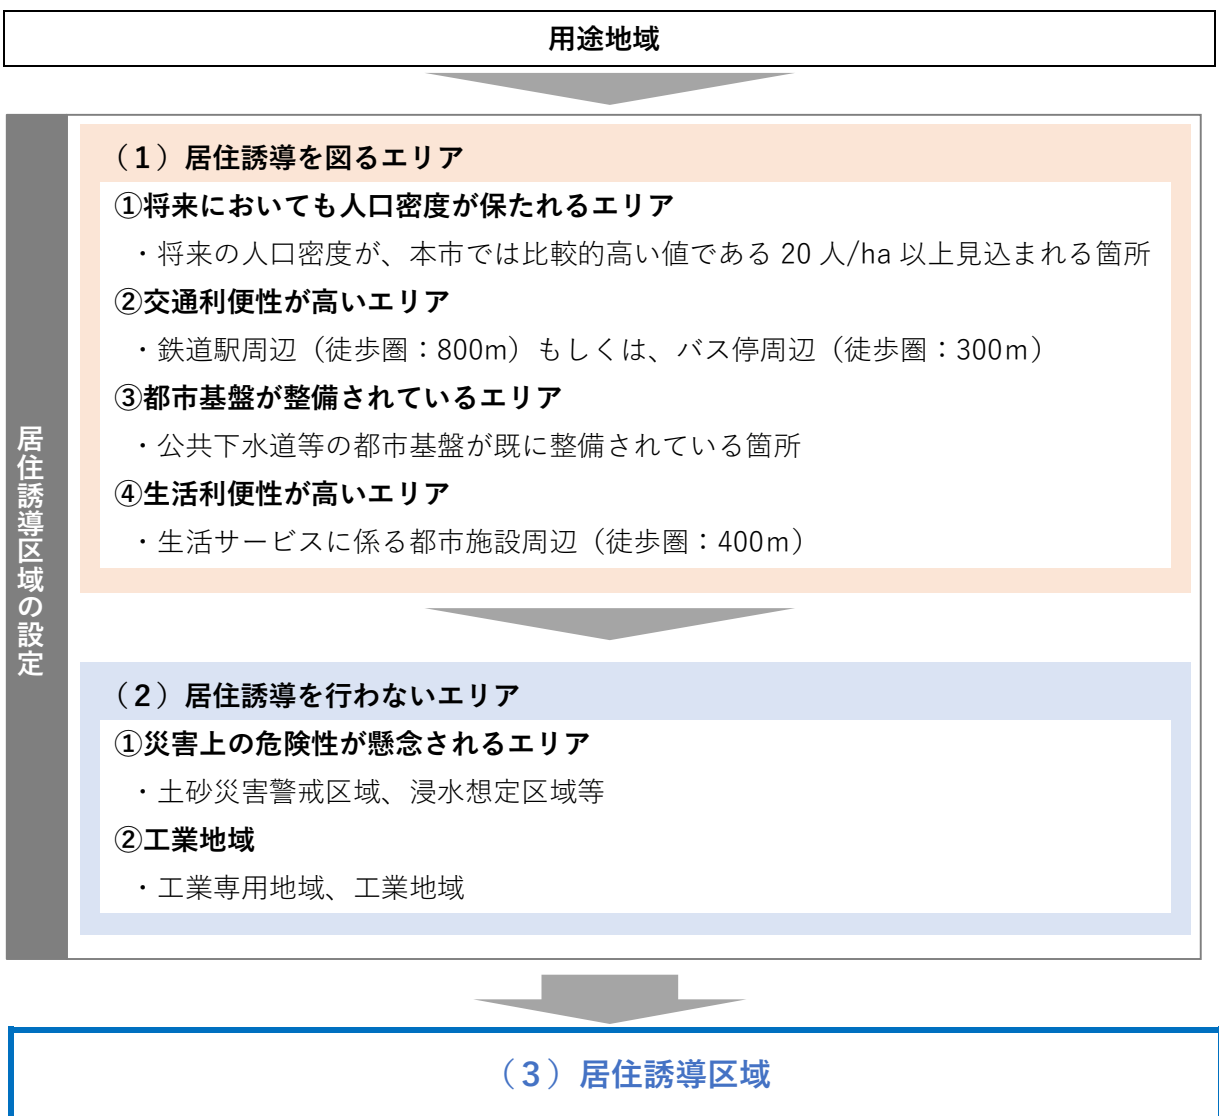 用途地域
居住誘導区域の設定
（１）居住誘導を図るエリア
①将来においても人口密度が保たれるエリア
・将来の人口密度が、本市では比較的高い値である 20 人/ha 以上見込まれる箇所
②交通利便性が高いエリア
・鉄道駅周辺（徒歩圏：800ｍ）もしくは、バス停周辺（徒歩圏：300ｍ）
③都市基盤が整備されているエリア
・公共下水道等の都市基盤が既に整備されている箇所
④生活利便性が高いエリア
・生活サービスに係る都市施設周辺（徒歩圏：400ｍ）
（２）居住誘導を行わないエリア
①災害上の危険性が懸念されるエリア
・土砂災害警戒区域、浸水想定区域等
②工業地域
・工業専用地域、工業地域
（３）居住誘導区域